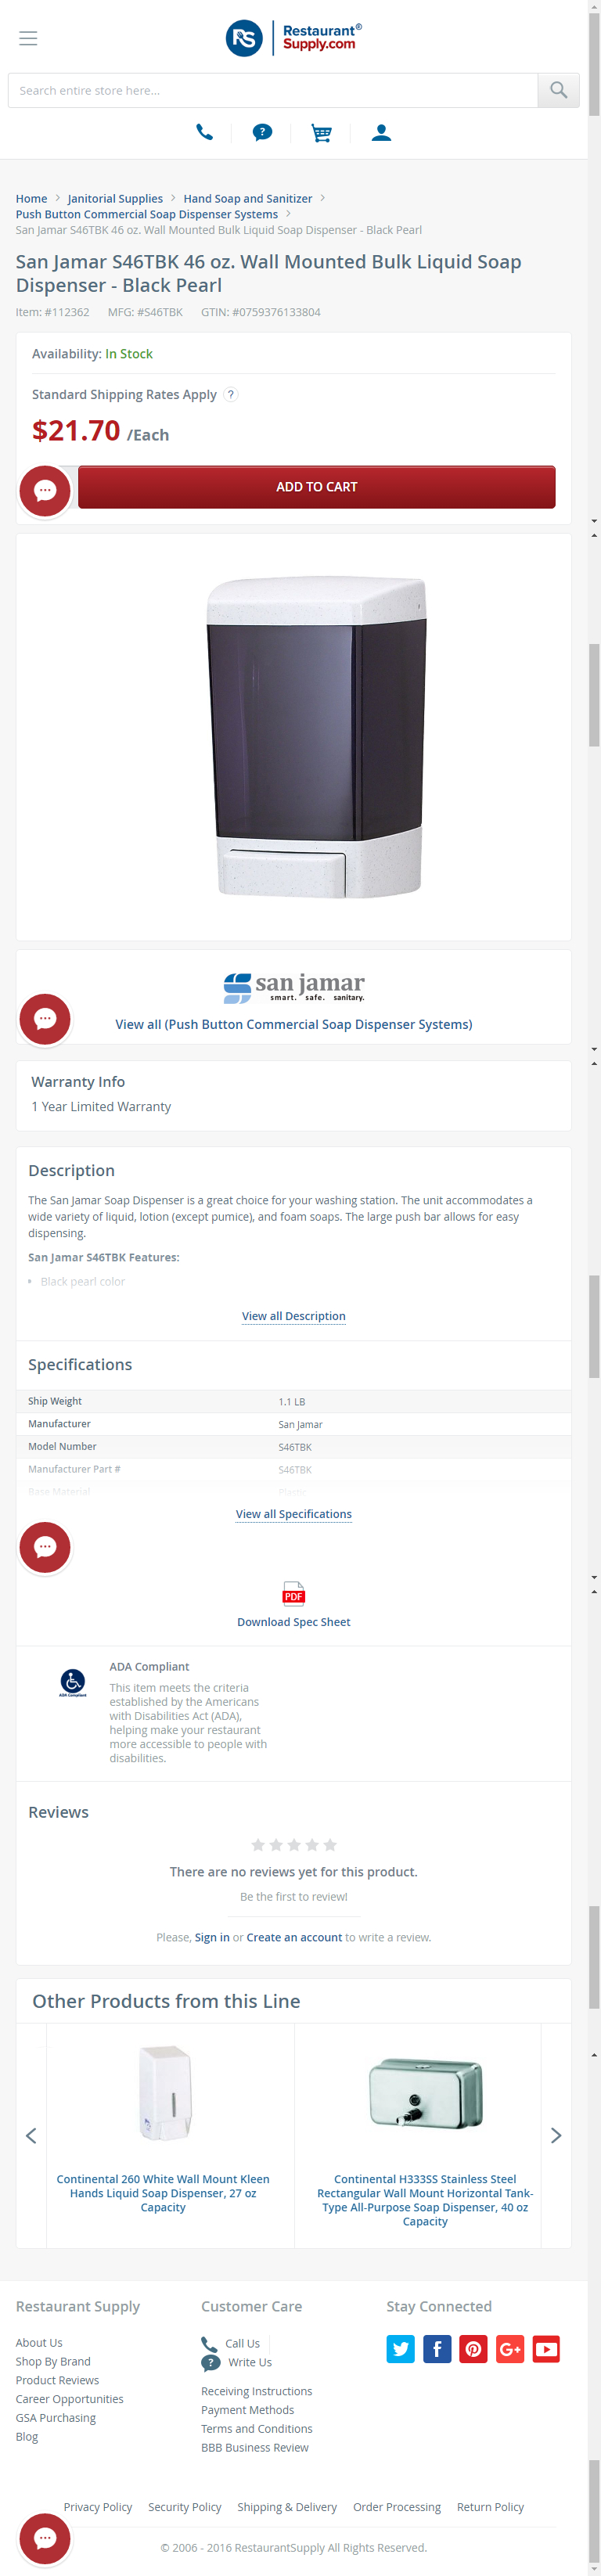 RS
Restaurant®
Supply.com
Search entire store here...
?
Home > Janitorial Supplies > Hand Soap and Sanitizer >
Push Button Commercial Soap Dispenser Systems >
San Jamar S46TBK 46 oz. Wall Mounted Bulk Liquid Soap Dispenser - Black Pearl
San Jamar S46TBK 46 oz. Wall Mounted Bulk Liquid Soap
Dispenser - Black Pearl
Item: #112362 MFG: #S46TBK GTIN: #0759376133804
Availability: In Stock
Standard Shipping Rates Apply ?
$21.70 /Each
ADD TO CART
san jamar
smart. safe. sanitary.
View all (Push Button Commercial Soap Dispenser Systems)
Warranty Info
1 Year Limited Warranty
Description
The San Jamar Soap Dispenser is a great choice for your washing station. The unit accommodates a
wide variety of liquid, lotion (except pumice), and foam soaps. The large push bar allows for easy
dispensing.
San Jamar S46TBK Features:
• Black pearl color
View all Description
Specifications
Ship Weight 1.1 LB
Manufacturer San Jamar
Model Number S46TBK
Manufacturer Part # S46TBK
Base Material Plastic
View all Specifications
PDF
Download Spec Sheet
ADA Compliant
ADA Compliant
This item meets the criteria
established by the Americans
with Disabilities Act (ADA),
helping make your restaurant
more accessible to people with
disabilities.
Reviews
There are no reviews yet for this product.
Be the first to review!
Please, Sign in or Create an account to write a review.
Other Products from this Line
Continental 260 White Wall Mount Kleen
Hands Liquid Soap Dispenser, 27 oz
Capacity
Continental H333SS Stainless Steel
Rectangular Wall Mount Horizontal Tank-
Type All-Purpose Soap Dispenser, 40 oz
Capacity
Restaurant Supply
About Us
Shop By Brand
Product Reviews
Career Opportunities
GSA Purchasing
Blog
Customer Care
Call Us
? Write Us
Receiving Instructions
Payment Methods
Terms and Conditions
BBB Business Review
Stay Connected
f
G+
Privacy Policy Security Policy Shipping & Delivery Order Processing Return Policy
© 2006 - 2016 RestaurantSupply All Rights Reserved.